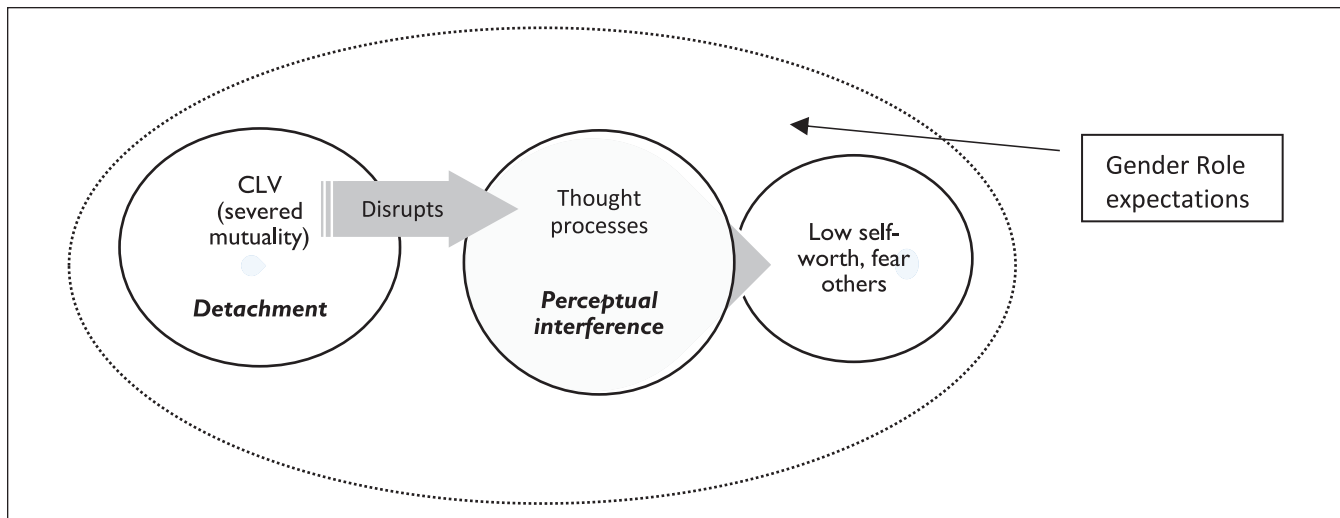 CLV
(severed
mutuality)
Detachment
Disrupts
Thought
processes
Perceptual
interference
Low self-
worth, fear
others
Gender Role
expectations